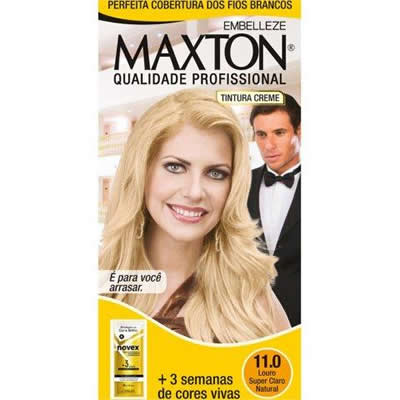 PERFEITA COBERTURA DOS FIOS BRANCOS
EMBELLEZE
MAXTON®
QUALIDADE PROFISSIONAL
TINTURA CREME
É para você
arrasar.
novex
+3
+ 3 semanas
de cores vivas
11.0
Louro
Super Claro
Natural